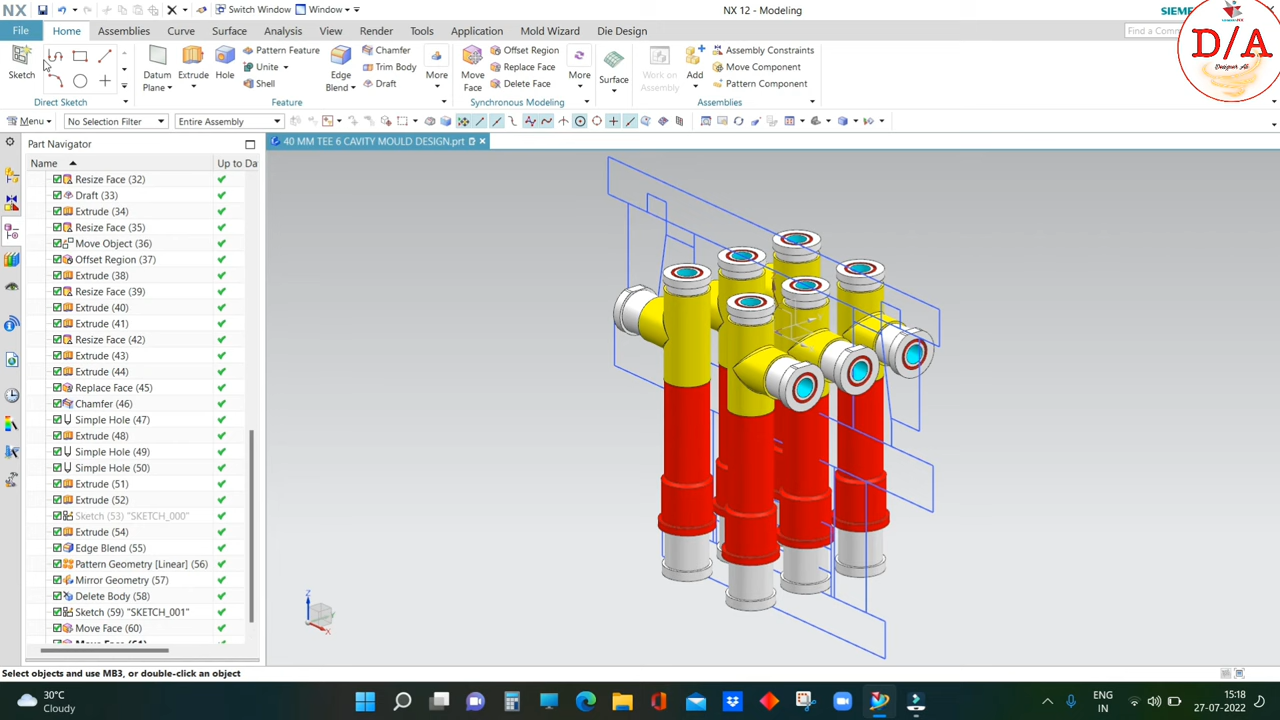 NX
Switch Window
Window
NX 12 - Modeling
SIEM
File
Home
Assemblies
Curve
Surface
Analysis
View
Render
Tools
Application
Mold Wizard
Die Design
Find a Comm
D/A
Designer Ab
Sketch
Datum Plane
Extrude
Hole
Pattern Feature
Unite
Shell
Edge Blend
Chamfer
Trim Body
Draft
More
Move Face
Offset Region
Replace Face
Delete Face
More
Surface
Work on Assembly
Add
Assembly Constraints
Move Component
Pattern Component
Direct Sketch
Feature
Synchronous Modeling
Assemblies
Menu
No Selection Filter
Entire Assembly
Part Navigator
40 MM TEE 6 CAVITY MOULD DESIGN.prt
Name
Up to Da
Resize Face (32)
Draft (33)
Extrude (34)
Resize Face (35)
Move Object (36)
Offset Region (37)
Extrude (38)
Resize Face (39)
Extrude (40)
Extrude (41)
Resize Face (42)
Extrude (43)
Extrude (44)
Replace Face (45)
Chamfer (46)
Simple Hole (47)
Extrude (48)
Simple Hole (49)
Simple Hole (50)
Extrude (51)
Extrude (52)
Sketch (53) "SKETCH_000"
Extrude (54)
Edge Blend (55)
Pattern Geometry [Linear] (56)
Mirror Geometry (57)
Delete Body (58)
Sketch (59) "SKETCH_001"
Move Face (60)
Move Face (61)
Z
X
Select objects and use MB3, or double-click an object
30°C
Cloudy
ENG
IN
15:18
27-07-2022